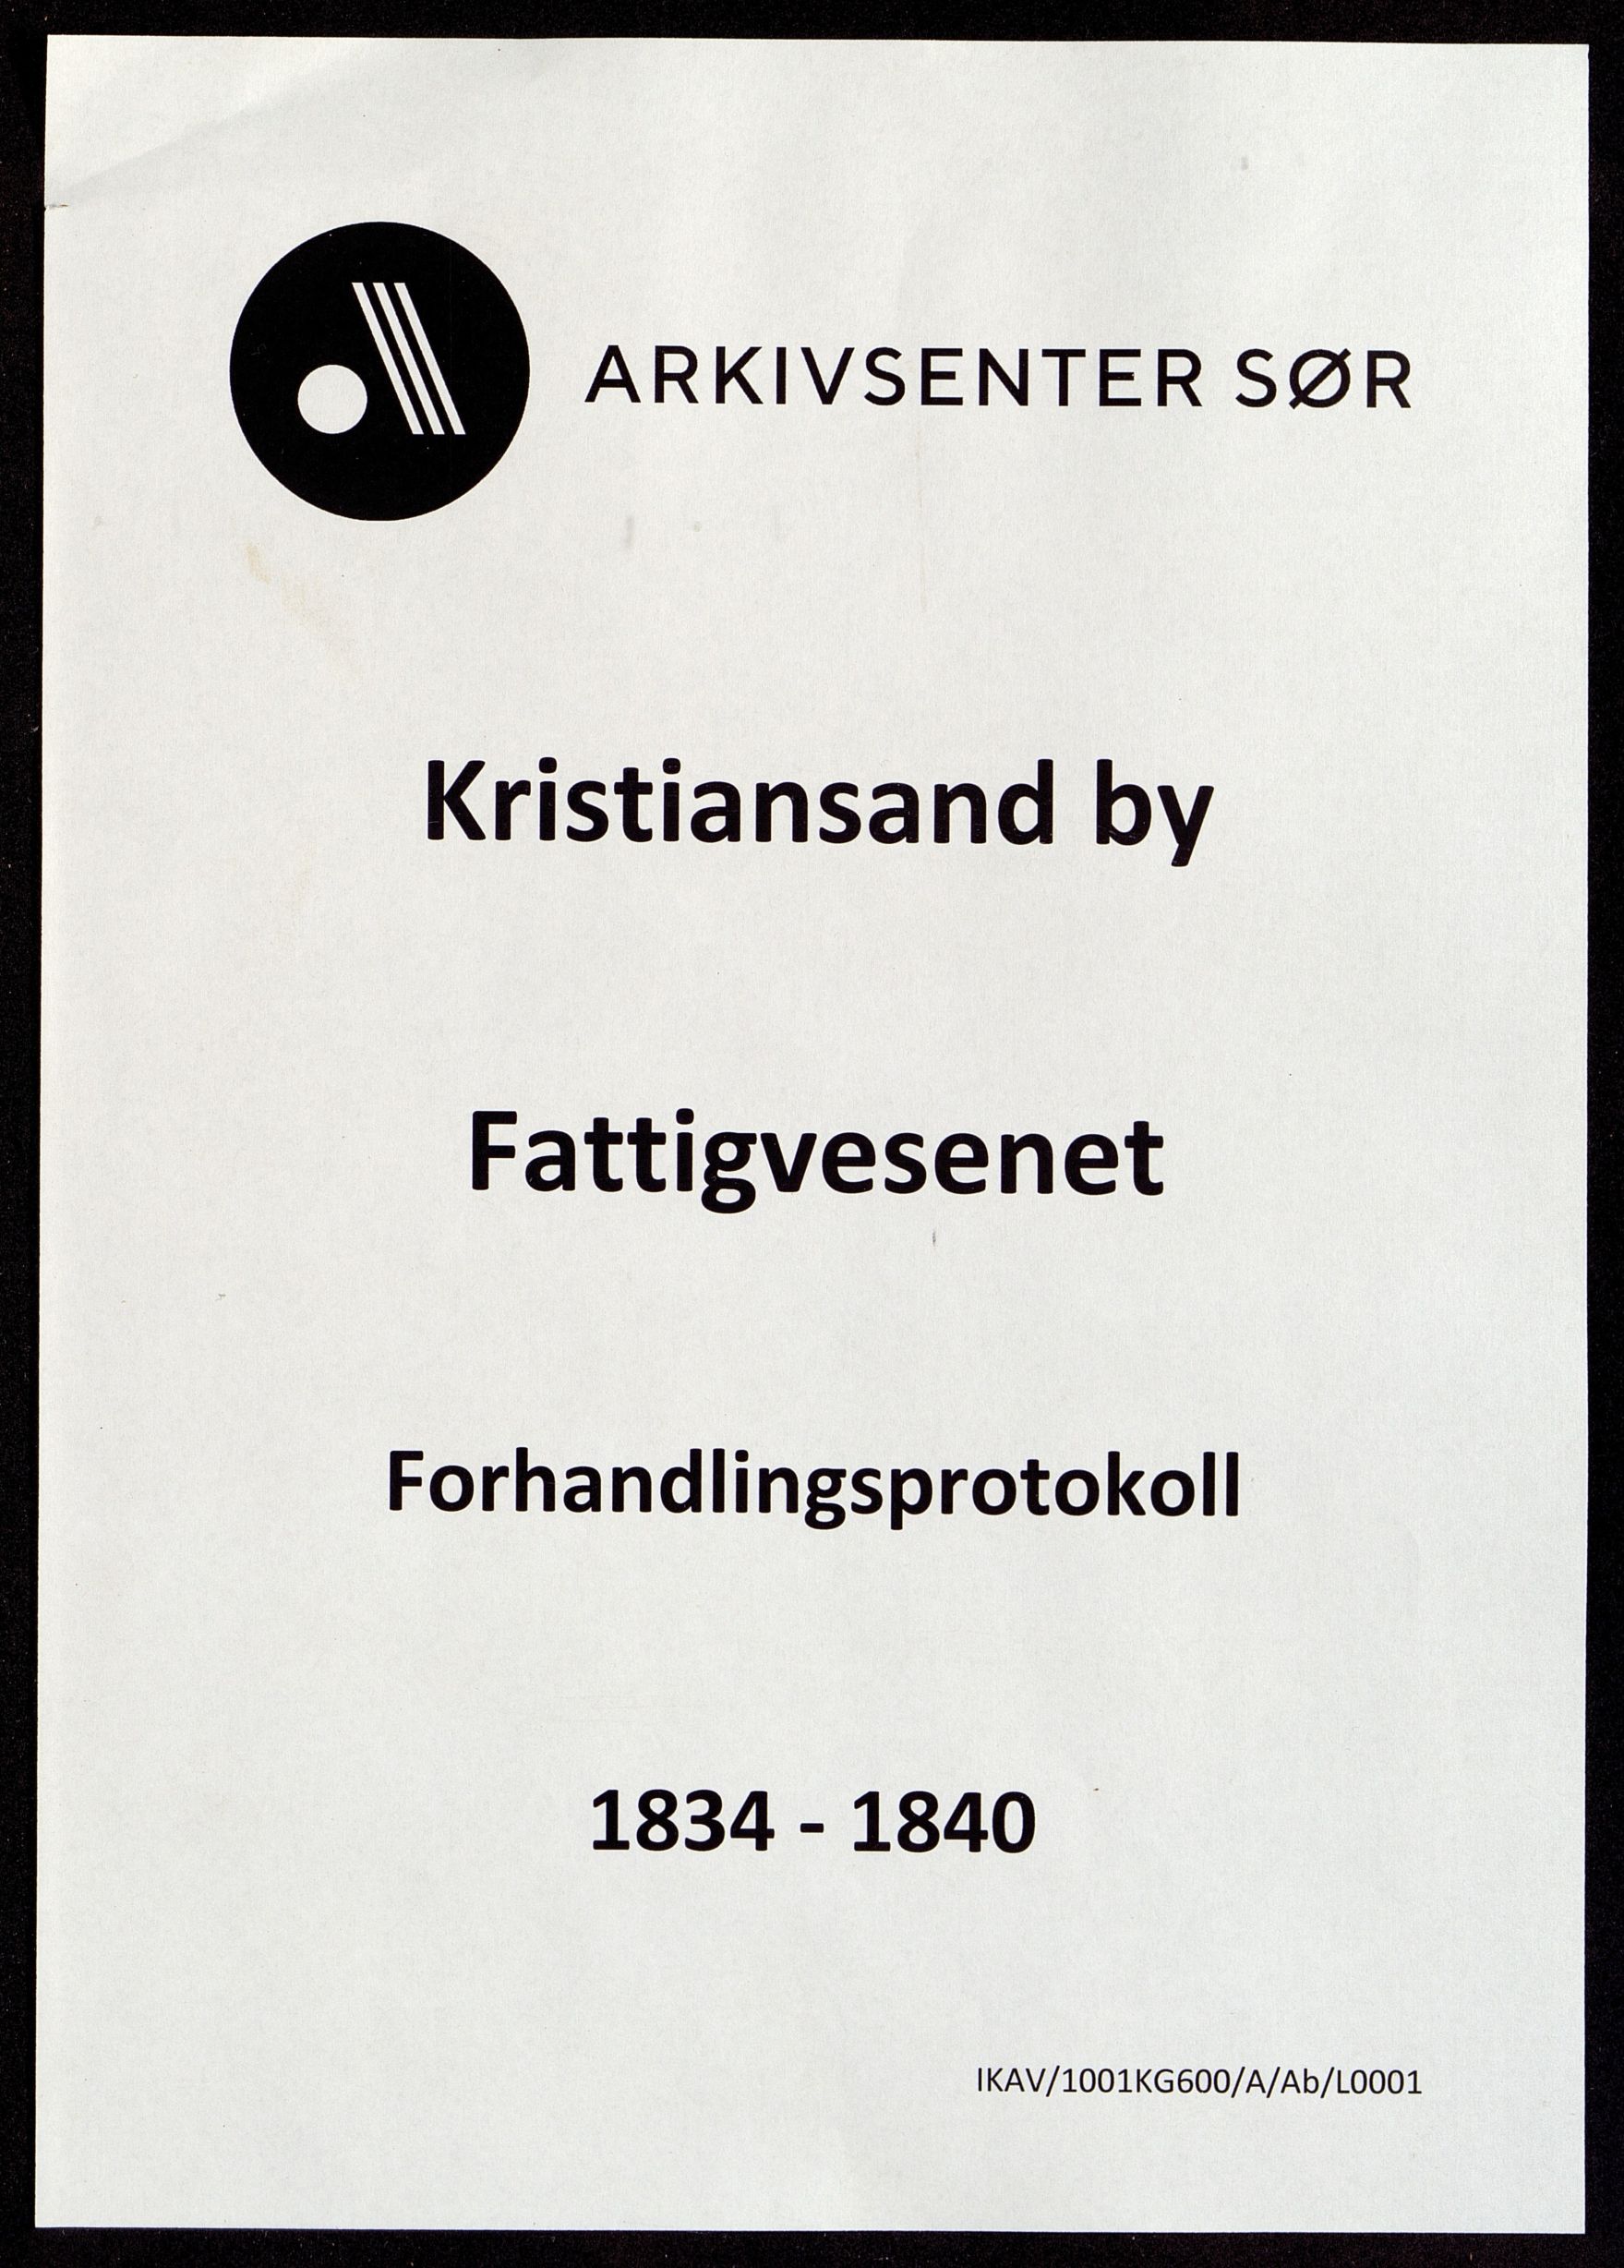 ARKIVSENTER SØR
Kristiansand by
Fattigvesenet
Forhandlingsprotokoll
1834 - 1840
IKAV/1001KG600/A/Ab/L0001